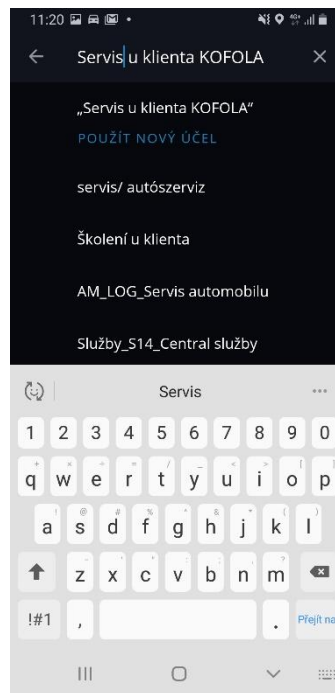 11:20
Servis u klienta KOFOLA
„Servis u klienta KOFOLA“
POUŽÍT NOVÝ ÚČEL
servis/ autószerviz
Školení u klienta
AM_LOG_Servis automobilu
Služby_S14_Central služby
Servis
1 2 3 4 5 6 7 8 9 0
q w e r t y u i o p
a s d f g h j k l
z x c v b n m
!#1 , . Přejít na